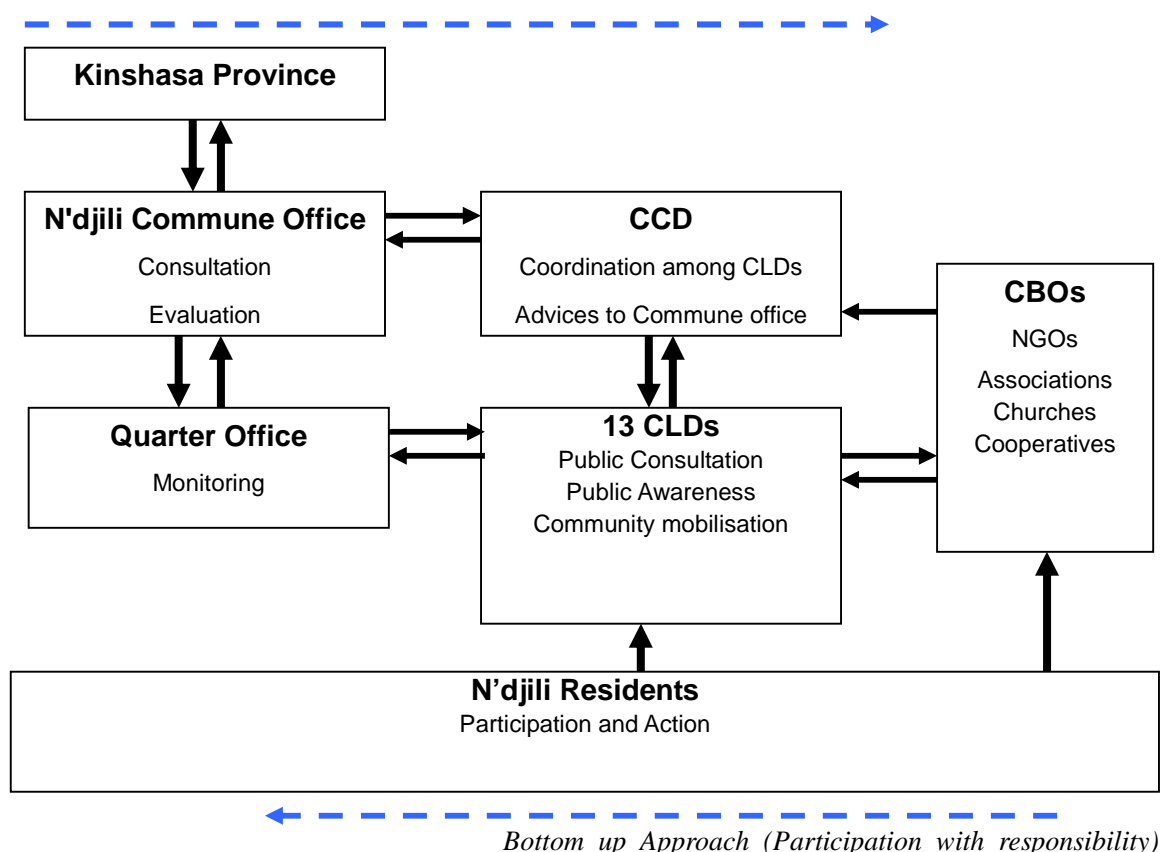 Kinshasa Province
N'djili Commune Office
Consultation
Evaluation
CCD
Coordination among CLDs
Advices to Commune office
CBOs
NGOs
Associations
Churches
Cooperatives
Quarter Office
Monitoring
13 CLDs
Public Consultation
Public Awareness
Community mobilisation
N’djili Residents
Participation and Action
Bottom up Approach (Participation with responsibility)